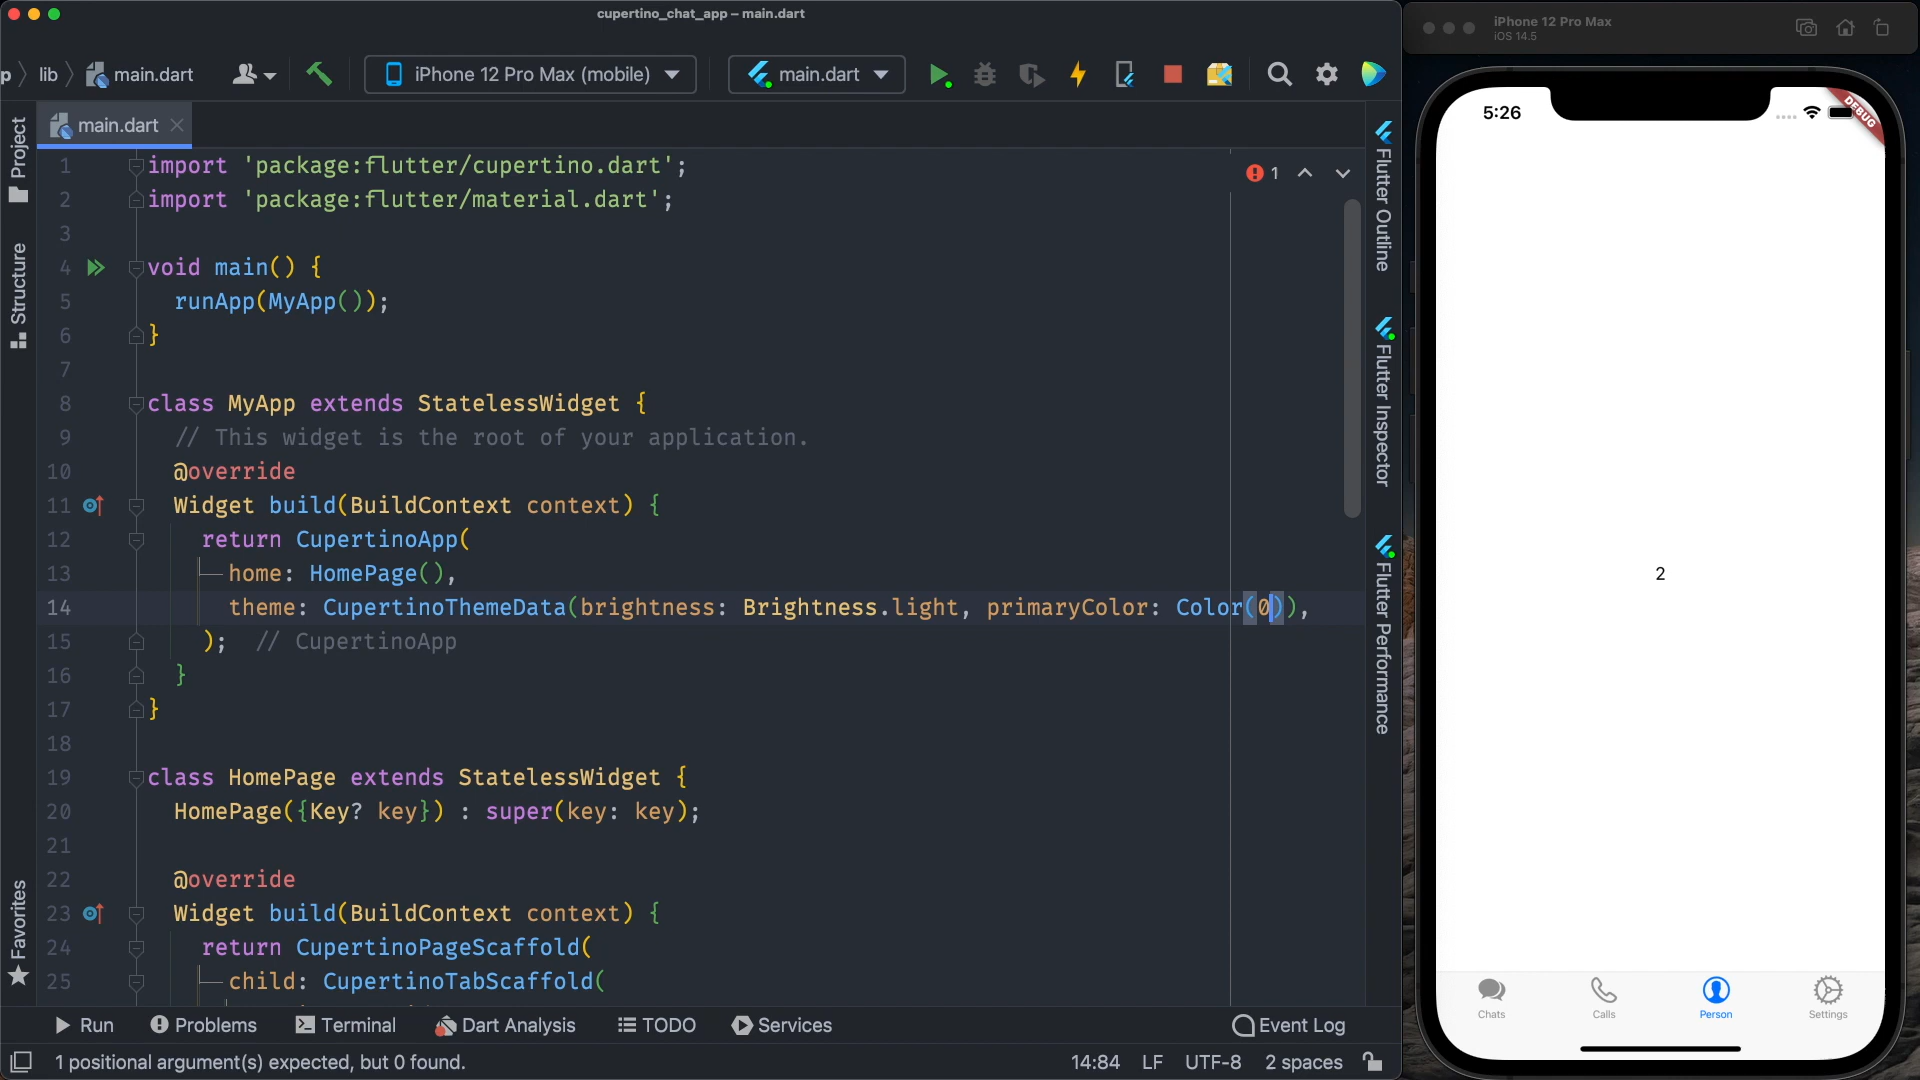 cupertino_chat_app – main.dart
p
lib
main.dart
iPhone 12 Pro Max (mobile)
main.dart
Project
Structure
Favorites
main.dart
1
1 import 'package:flutter/cupertino.dart';
2 import 'package:flutter/material.dart';
3
4 void main() {
5 runApp(MyApp());
6 }
7
8 class MyApp extends StatelessWidget {
9 // This widget is the root of your application.
10 @override
11 Widget build(BuildContext context) {
12 return CupertinoApp(
13 home: HomePage(),
14 theme: CupertinoThemeData(brightness: Brightness.light, primaryColor: Color(0)),
15 ); // CupertinoApp
16 }
17 }
18
19 class HomePage extends StatelessWidget {
20 HomePage({Key? key}) : super(key: key);
21
22 @override
23 Widget build(BuildContext context) {
24 return CupertinoPageScaffold(
25 child: CupertinoTabScaffold(
Flutter Outline
Flutter Inspector
Flutter Performance
Run
Problems
Terminal
Dart Analysis
TODO
Services
Event Log
1 positional argument(s) expected, but 0 found.
14:84 LF UTF-8 2 spaces
iPhone 12 Pro Max
iOS 14.5
5:26
DEBUG
2
Chats
Calls
Person
Settings